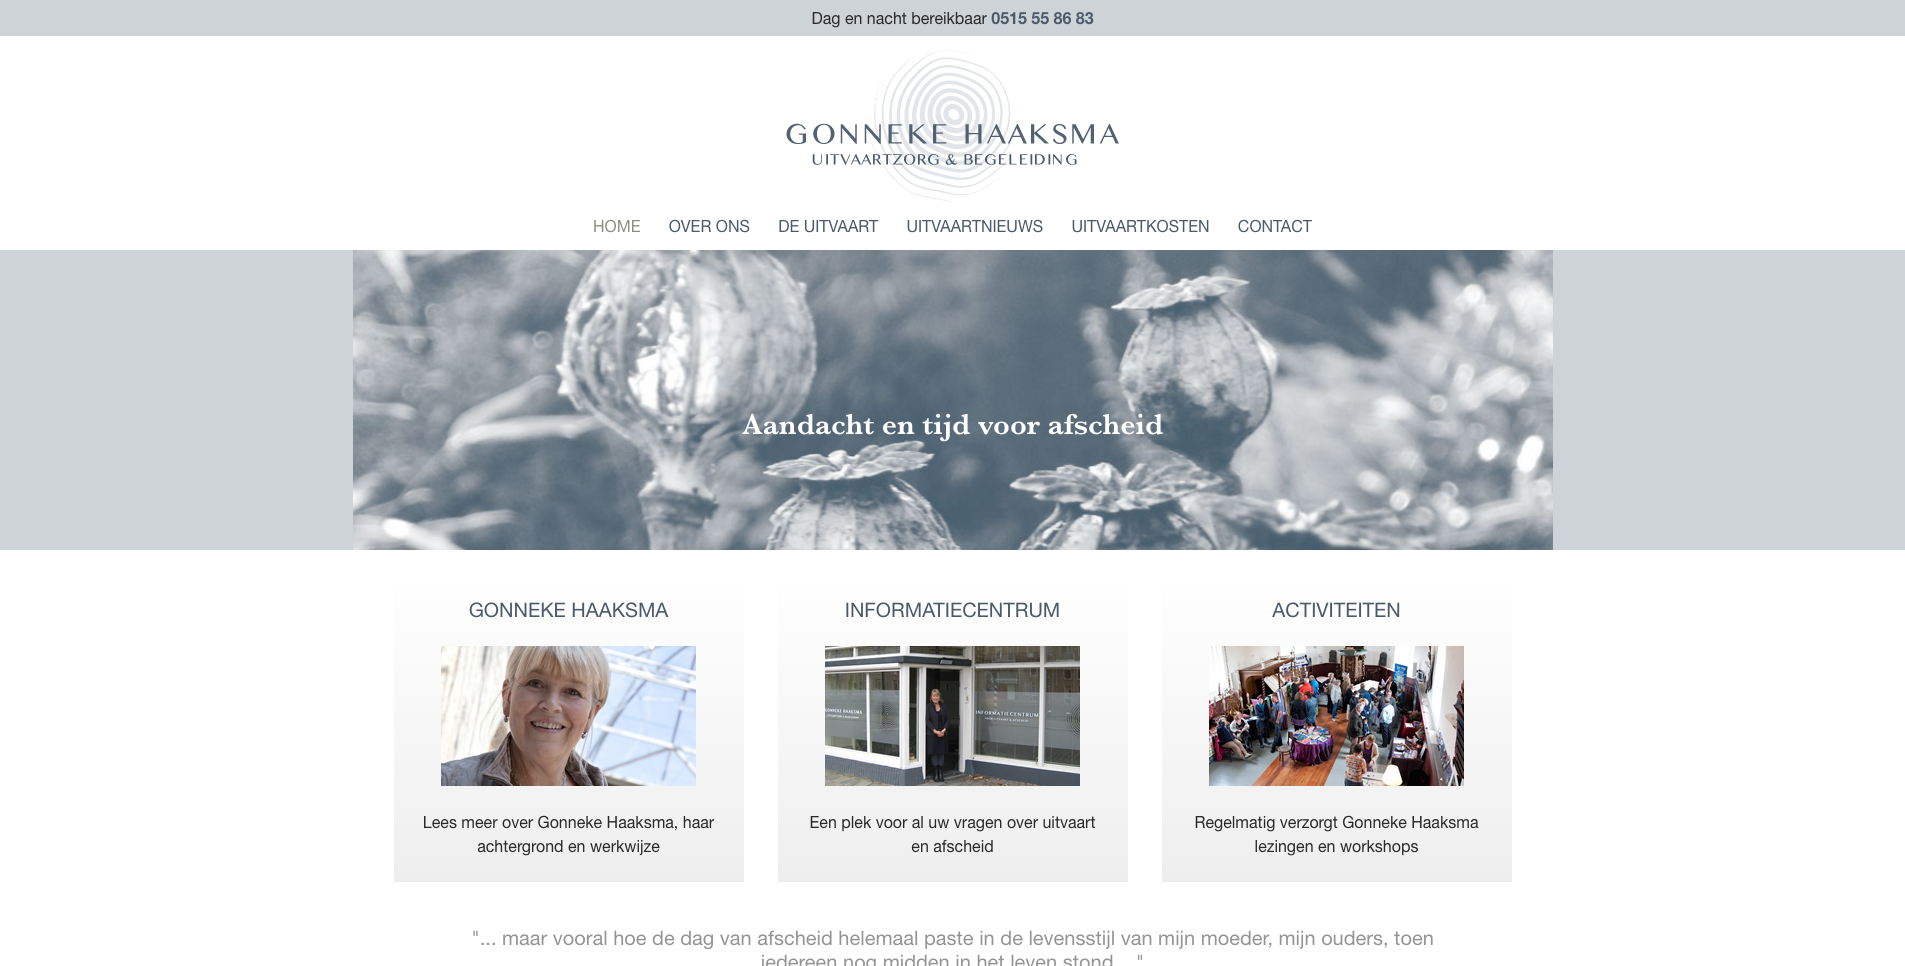 Dag en nacht bereikbaar 0515 55 86 83
GONNEKE HAAKSMA
UITVAARTZORG & BEGELEIDING
HOME OVER ONS DE UITVAART UITVAARTNIEUWS UITVAARTKOSTEN CONTACT
Aandacht en tijd voor afscheid
GONNEKE HAAKSMA
Lees meer over Gonneke Haaksma, haar
achtergrond en werkwijze
INFORMATIECENTRUM
GONNEKE HAAKSMA
INFORMATIECENTRUM
Een plek voor al uw vragen over uitvaart
en afscheid
ACTIVITEITEN
Regelmatig verzorgt Gonneke Haaksma
lezingen en workshops
"... maar vooral hoe de dag van afscheid helemaal paste in de levensstijl van mijn moeder, mijn ouders, toen
iedereen nog midden in het leven stond... "